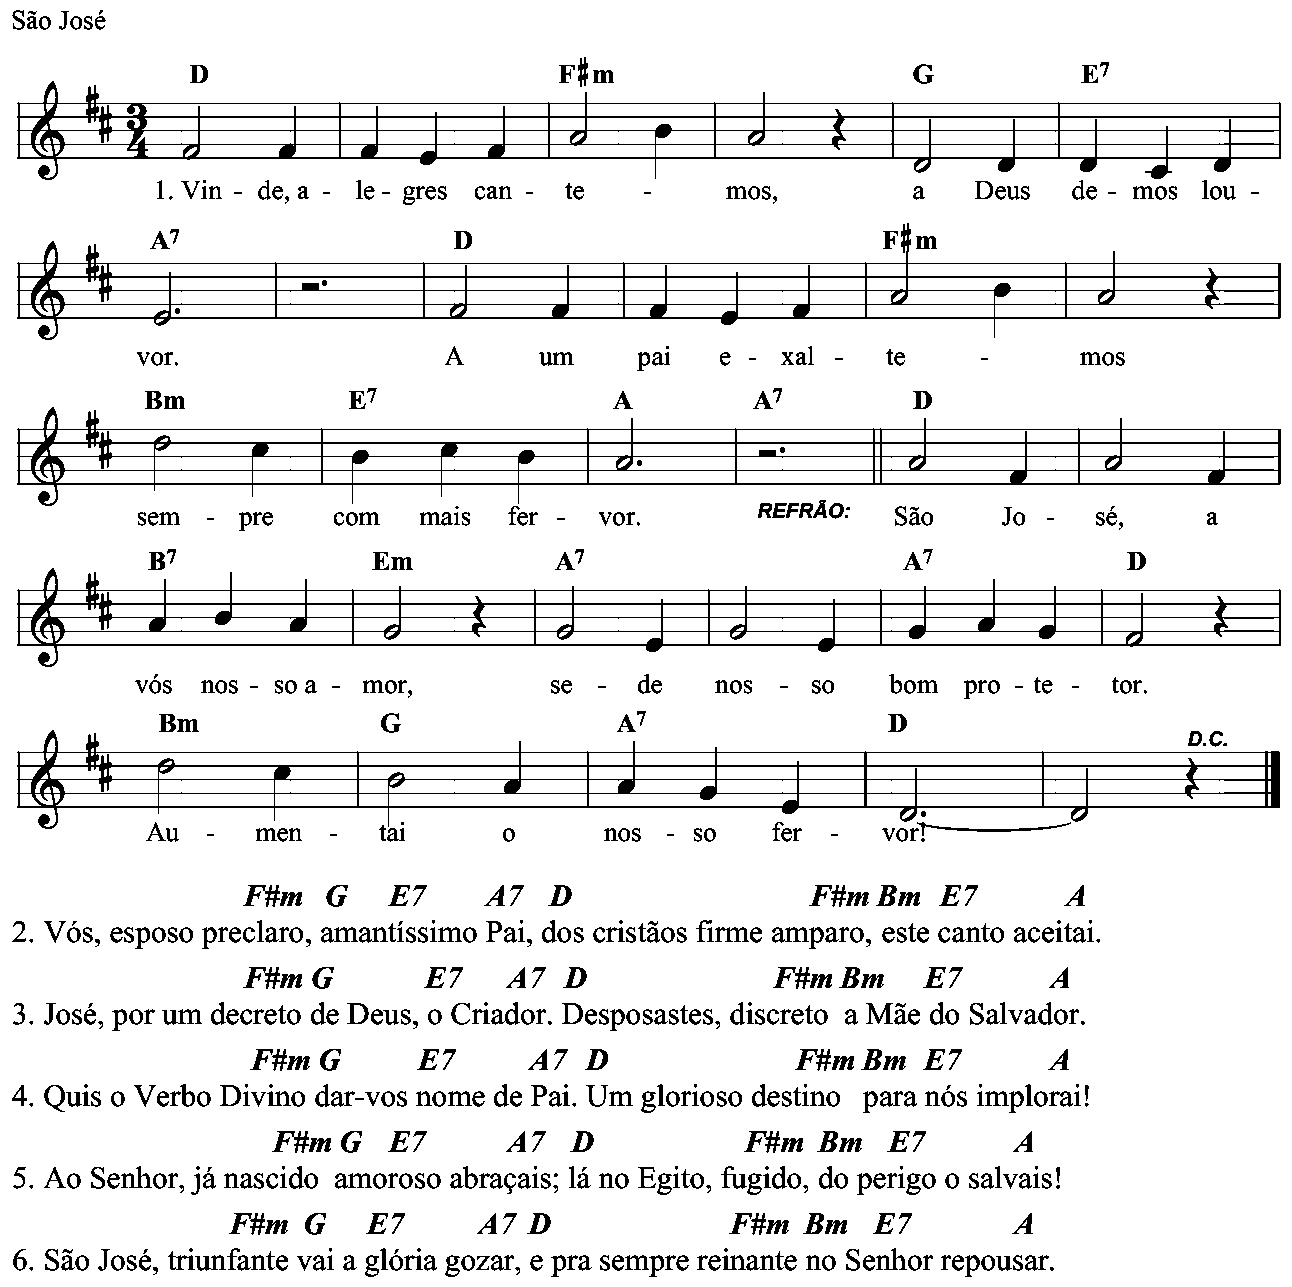 São José
D F#m G E7
3 4
1. Vin - de, a - le - gres can - te - mos, a Deus de - mos lou -
A7 D F#m
vor. A um pai e - xal - te - mos
Bm E7 A A7 D
sem - pre com mais fer - vor. REFRÃO: São Jo - sé, a
B7 Em A7 A7 D
vós nos - so a - mor, se - de nos - so bom pro - te - tor.
Bm G A7 D D.C.
Au - men - tai o nos - so fer - vor!
F#m G E7 A7 D F#m Bm E7 A
2. Vós, esposo preclaro, amantíssimo Pai, dos cristãos firme amparo, este canto aceitai.
F#m G E7 A7 D F#m Bm E7 A
3. José, por um decreto de Deus, o Criador. Desposastes, discreto a Mãe do Salvador.
F#m G E7 A7 D F#m Bm E7 A
4. Quis o Verbo Divino dar-vos nome de Pai. Um glorioso destino para nós implorai!
F#m G E7 A7 D F#m Bm E7 A
5. Ao Senhor, já nascido amoroso abraçais; lá no Egito, fugido, do perigo o salvais!
F#m G E7 A7 D F#m Bm E7 A
6. São José, triunfante vai a glória gozar, e pra sempre reinante no Senhor repousar.